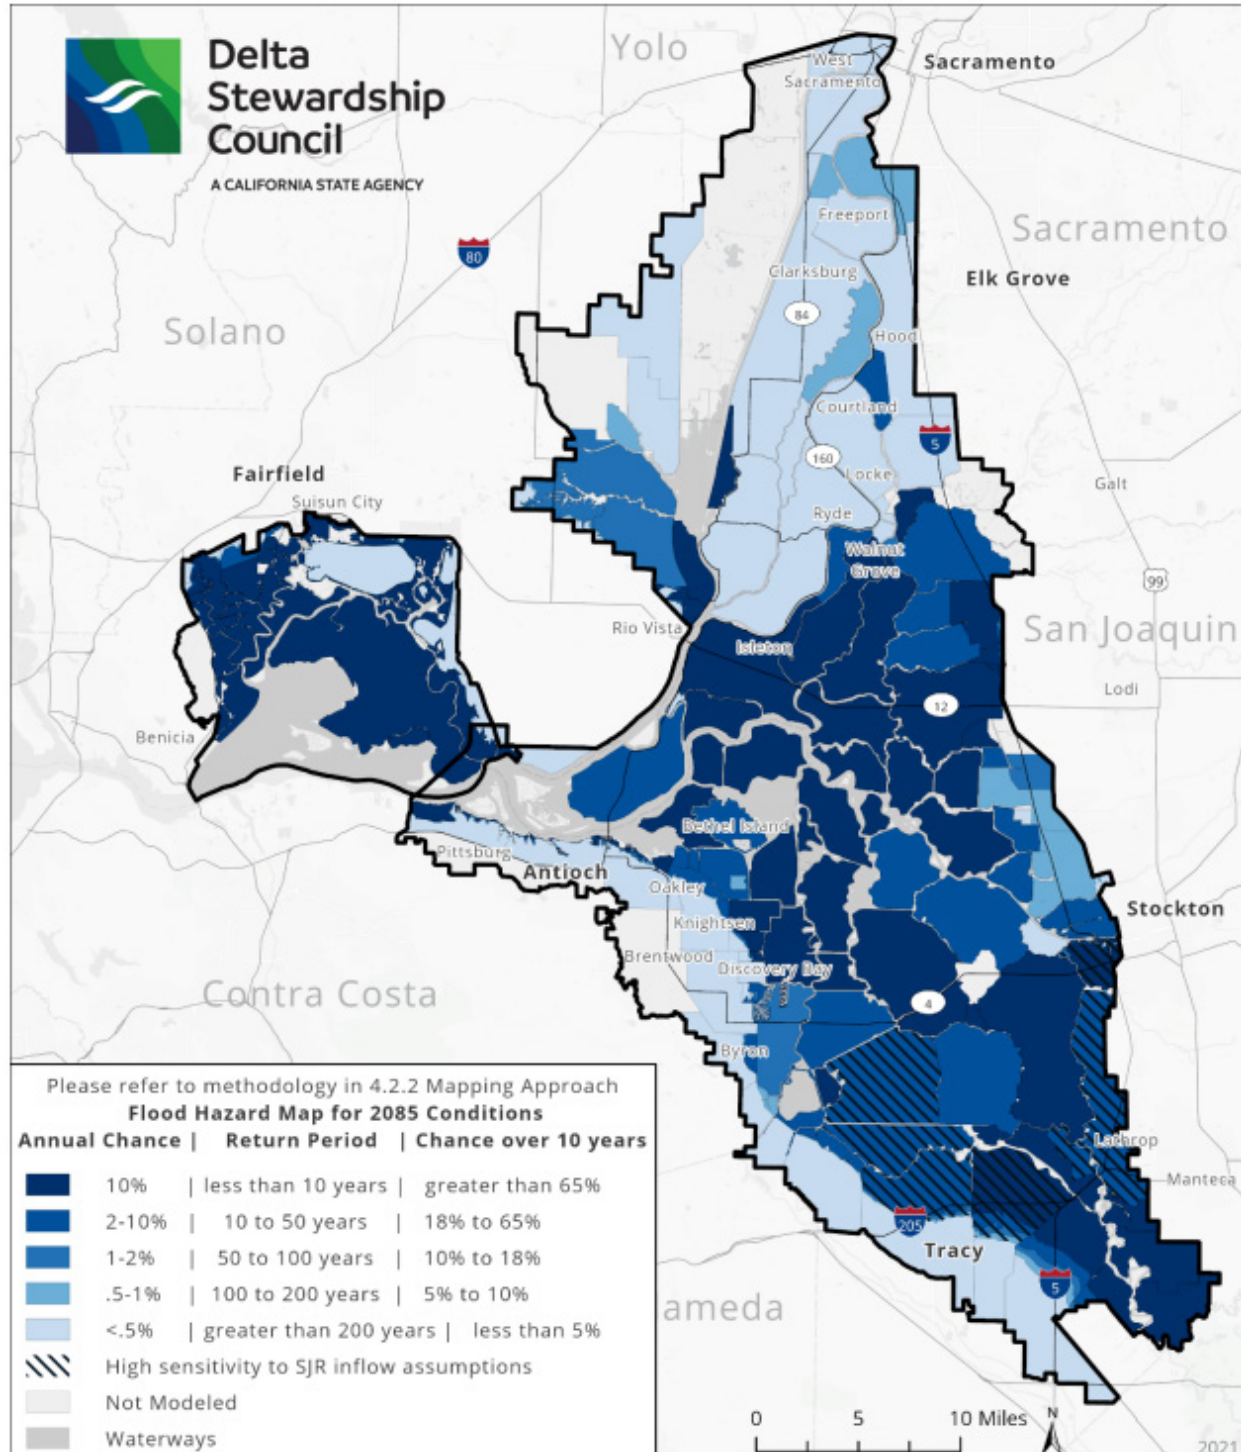 Delta
Stewardship
Council
A CALIFORNIA STATE AGENCY
Yolo
West
Sacramento
Sacramento
80
Freeport
Sacramento
Clarksburg
Elk Grove
84
Solano
Hood
Courtland
5
160
Fairfield
Locke
Galt
Suisun City
Ryde
Walnut
Grove
99
Rio Vista
San Joaquin
Isleton
Lodi
12
Benicia
Bethel Island
Pittsburg
Antioch
Oakley
Stockton
Knightsen
Brentwood
Discovery Bay
Contra Costa
4
Byron
Lathrop
Manteca
205
Tracy
5
ameda
Please refer to methodology in 4.2.2 Mapping Approach
Flood Hazard Map for 2085 Conditions
Annual Chance | Return Period | Chance over 10 years
10% | less than 10 years | greater than 65%
2-10% | 10 to 50 years | 18% to 65%
1-2% | 50 to 100 years | 10% to 18%
.5-1% | 100 to 200 years | 5% to 10%
<.5% | greater than 200 years | less than 5%
High sensitivity to SJR inflow assumptions
Not Modeled
Waterways
0 5 10 Miles
N
2021